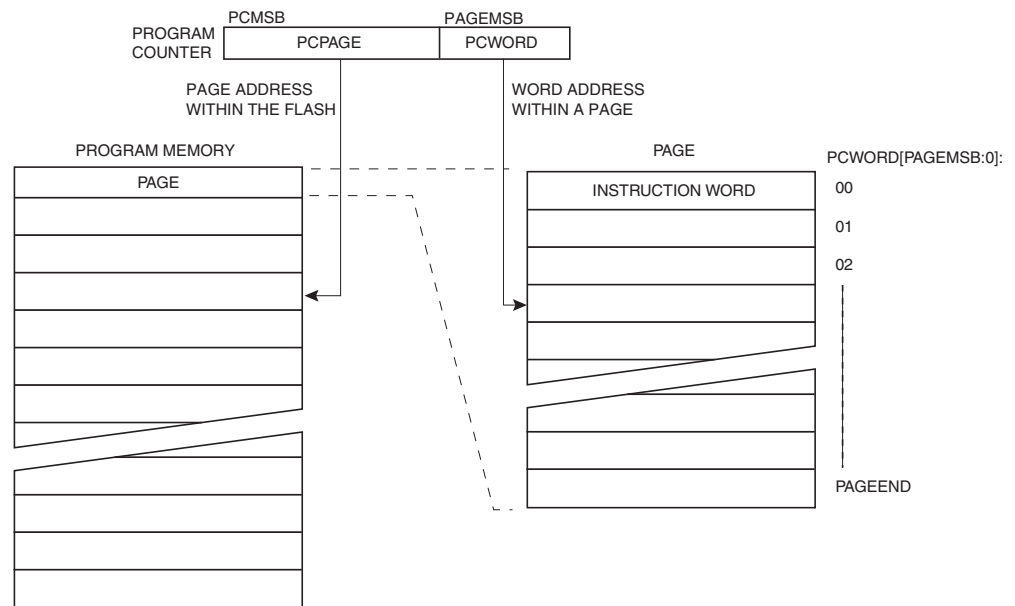 PCMSB PAGEMSB
PROGRAM
COUNTER
PCPAGE PCWORD
PAGE ADDRESS
WITHIN THE FLASH
WORD ADDRESS
WITHIN A PAGE
PROGRAM MEMORY
PAGE
PAGE
INSTRUCTION WORD
PCWORD[PAGEMSB:0]:
00
01
02
PAGEEND